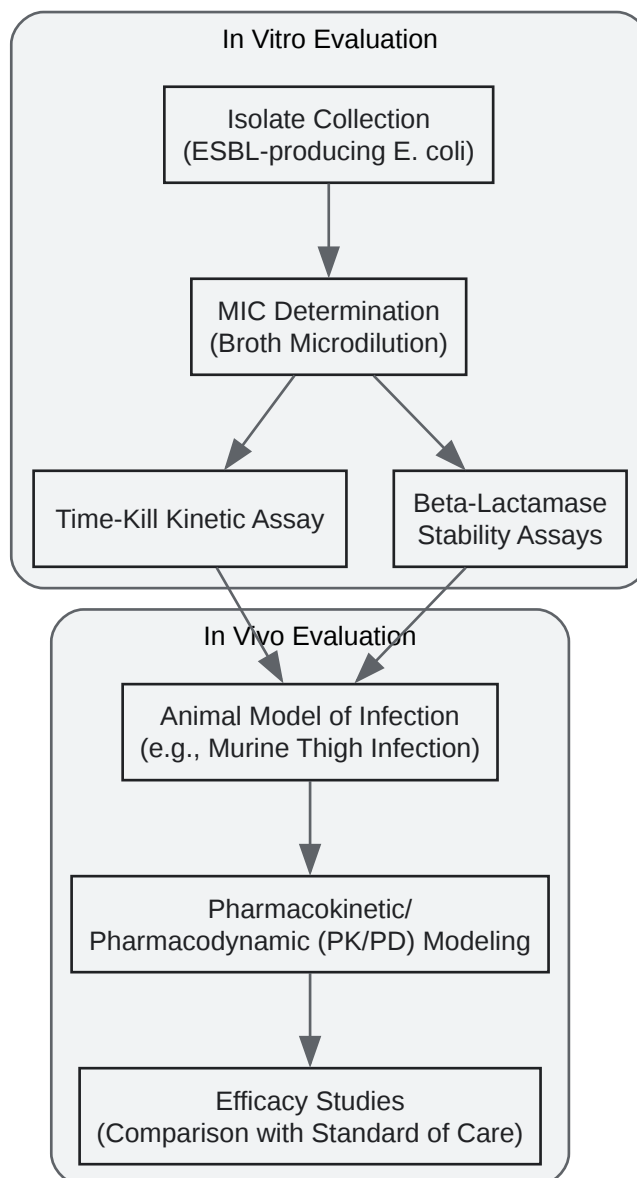 In Vitro Evaluation
Isolate Collection
(ESBL-producing E. coli)
MIC Determination
(Broth Microdilution)
Time-Kill Kinetic Assay
Beta-Lactamase
Stability Assays
In Vivo Evaluation
Animal Model of Infection
(e.g., Murine Thigh Infection)
Pharmacokinetic/
Pharmacodynamic (PK/PD) Modeling
Efficacy Studies
(Comparison with Standard of Care)